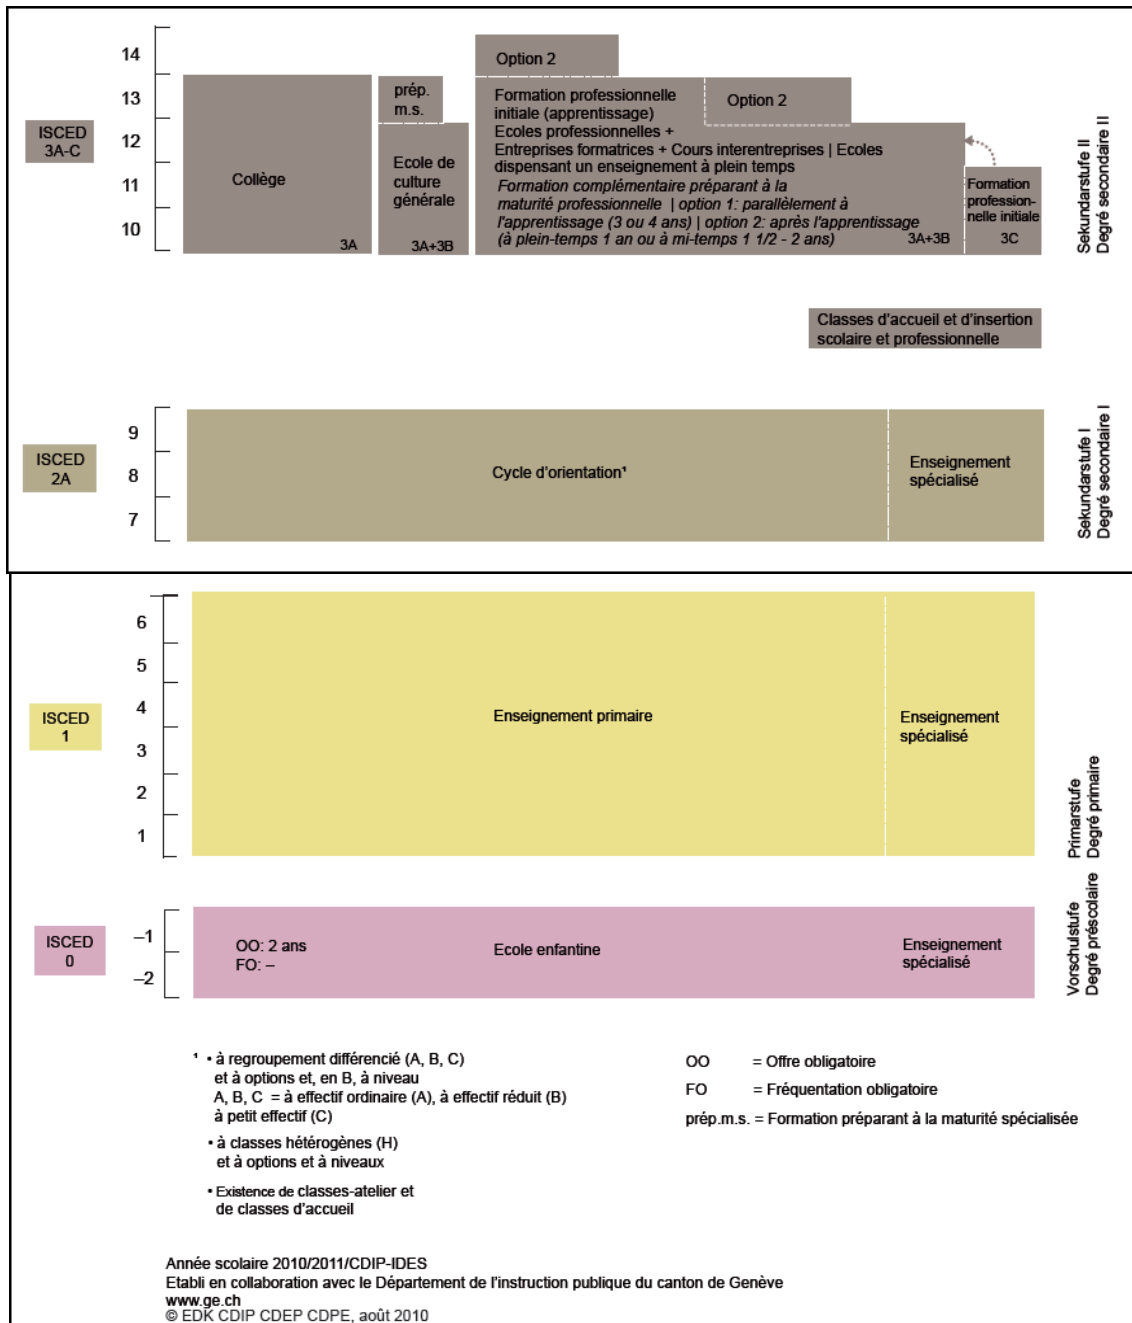 14
13
12
11
10
ISCED
3A-C
Collège
3A
prép.
m.s.
Ecole de
culture
générale
3A+3B
Option 2
Formation professionnelle
initiale (apprentissage)
Ecoles professionnelles +
Entreprises formatrices + Cours interentreprises | Ecoles
dispensant un enseignement à plein temps
Formation complémentaire préparant à la
maturité professionnelle | option 1: parallèlement à
l'apprentissage (3 ou 4 ans) | option 2: après l'apprentissage
(à plein-temps 1 an ou à mi-temps 1 1/2 - 2 ans)
3A+3B
Option 2
Formation
profession-
nelle initiale
3C
Sekundarstufe II
Degré secondaire II
Classes d'accueil et d'insertion
scolaire et professionnelle
9
8
7
ISCED
2A
Cycle d'orientation¹
Enseignement
spécialisé
Sekundarstufe I
Degré secondaire I
6
5
4
3
2
1
ISCED
1
Enseignement primaire
Enseignement
spécialisé
Primarstufe
Degré primaire
–1
–2
ISCED
0
OO: 2 ans
FO: –
Ecole enfantine
Enseignement
spécialisé
Vorschulstufe
Degré préscolaire
¹ • à regroupement différencié (A, B, C)
et à options et, en B, à niveau
A, B, C = à effectif ordinaire (A), à effectif réduit (B)
à petit effectif (C)
• à classes hétérogènes (H)
et à options et à niveaux
• Existence de classes-atelier et
de classes d'accueil
OO = Offre obligatoire
FO = Fréquentation obligatoire
prép.m.s. = Formation préparant à la maturité spécialisée
Année scolaire 2010/2011/CDIP-IDES
Etabli en collaboration avec le Département de l'instruction publique du canton de Genève
www.ge.ch
© EDK CDIP CDEP CDPE, août 2010